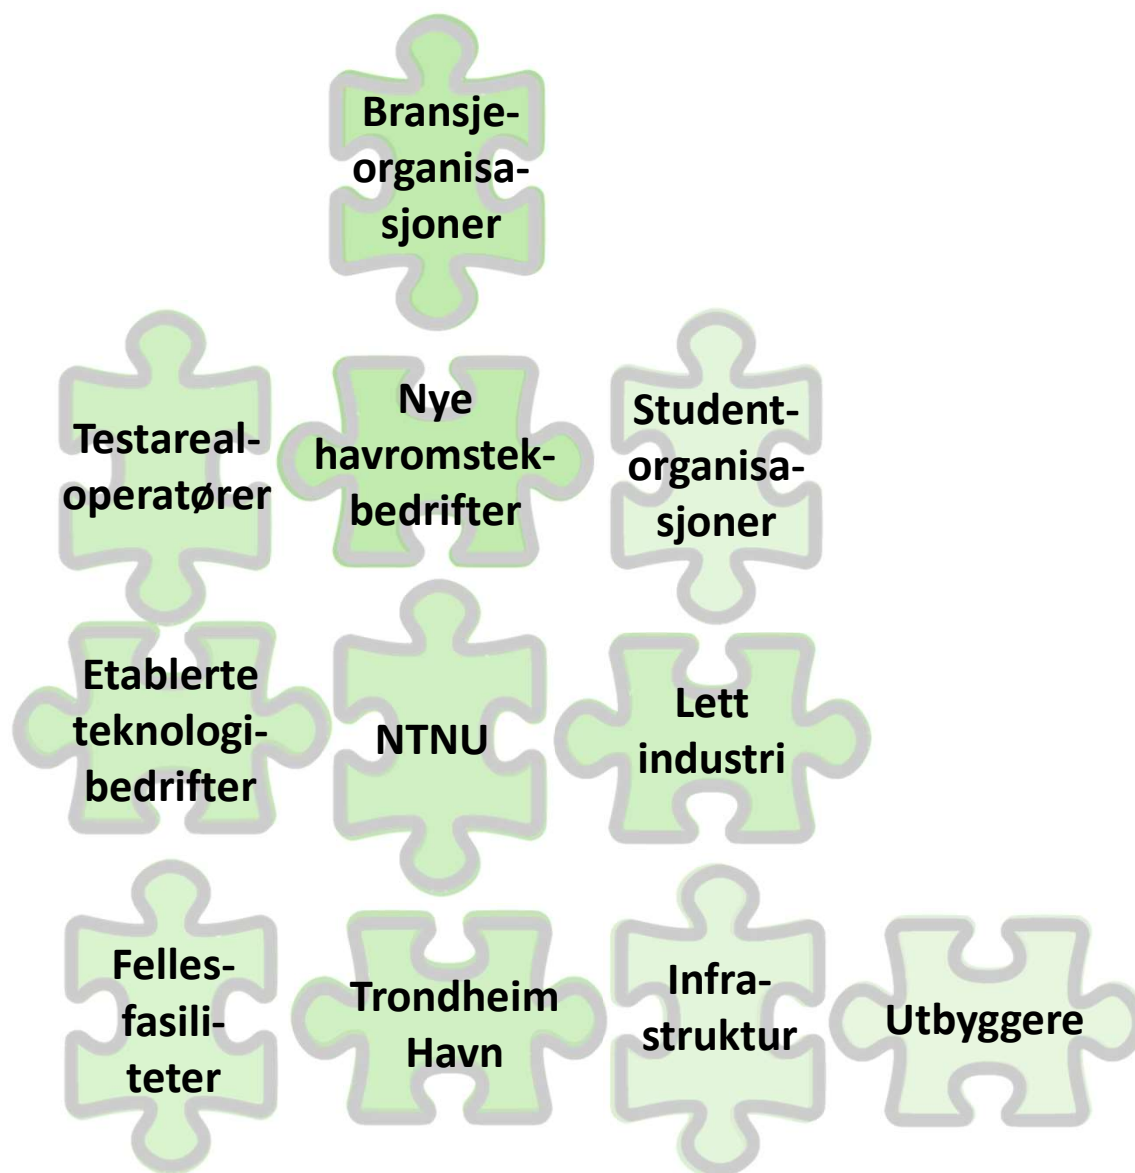 Bransje-
organisa-
sjoner
Testareal-
operatører
Nye
havromstek-
bedrifter
Student-
organisa-
sjoner
Etablerte
teknologi-
bedrifter
NTNU
Lett
industri
Felles-
fasili-
teter
Trondheim
Havn
Infra-
struktur
Utbyggere